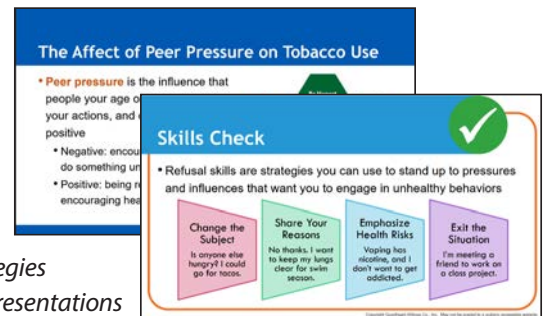 The Affect of Peer Pressure on Tobacco Use
• Peer pressure is the influence that
people your age o
your actions, and
positive
• Negative: encou
do something un
• Positive: being r
encouraging hea
Skills Check
• Refusal skills are strategies you can use to stand up to pressures
and influences that want you to engage in unhealthy behaviors
Change the
Subject
Is anyone else
hungry? I could
go for tacos.
Share Your
Reasons
No thanks. I want
to keep my lungs
clear for swim
season.
Emphasize
Health Risks
Vaping has
nicotine, and I
don't want to get
addicted.
Exit the
Situation
I'm meeting a
friend to work on
a class project.
egies
resentations